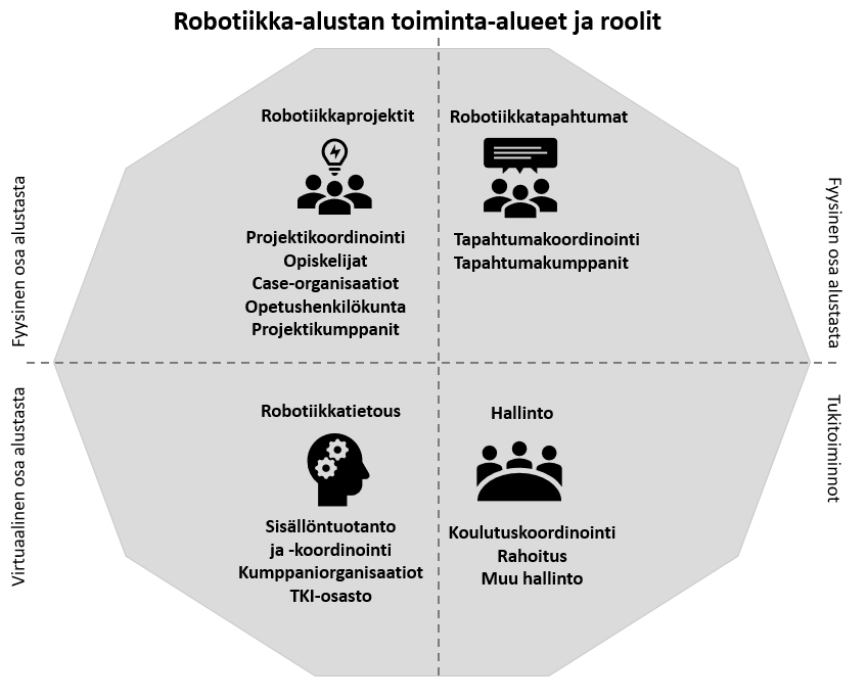 Robotiikka-alustan toiminta-alueet ja roolit
Fyysinen osa alustasta
Robotiikkaprojektit
Projektikoordinointi
Opiskelijat
Case-organisaatiot
Opetushenkilökunta
Projektikumppanit
Robotiikkatapahtumat
Tapahtumakoordinointi
Tapahtumakumppanit
Fyysinen osa alustasta
Virtuaalinen osa alustasta
Robotiikkatietous
Sisällöntuotanto
ja -koordinointi
Kumppaniorganisaatiot
TKI-osasto
Hallinto
Koulutuskoordinointi
Rahoitus
Muu hallinto
Tukitoiminnot